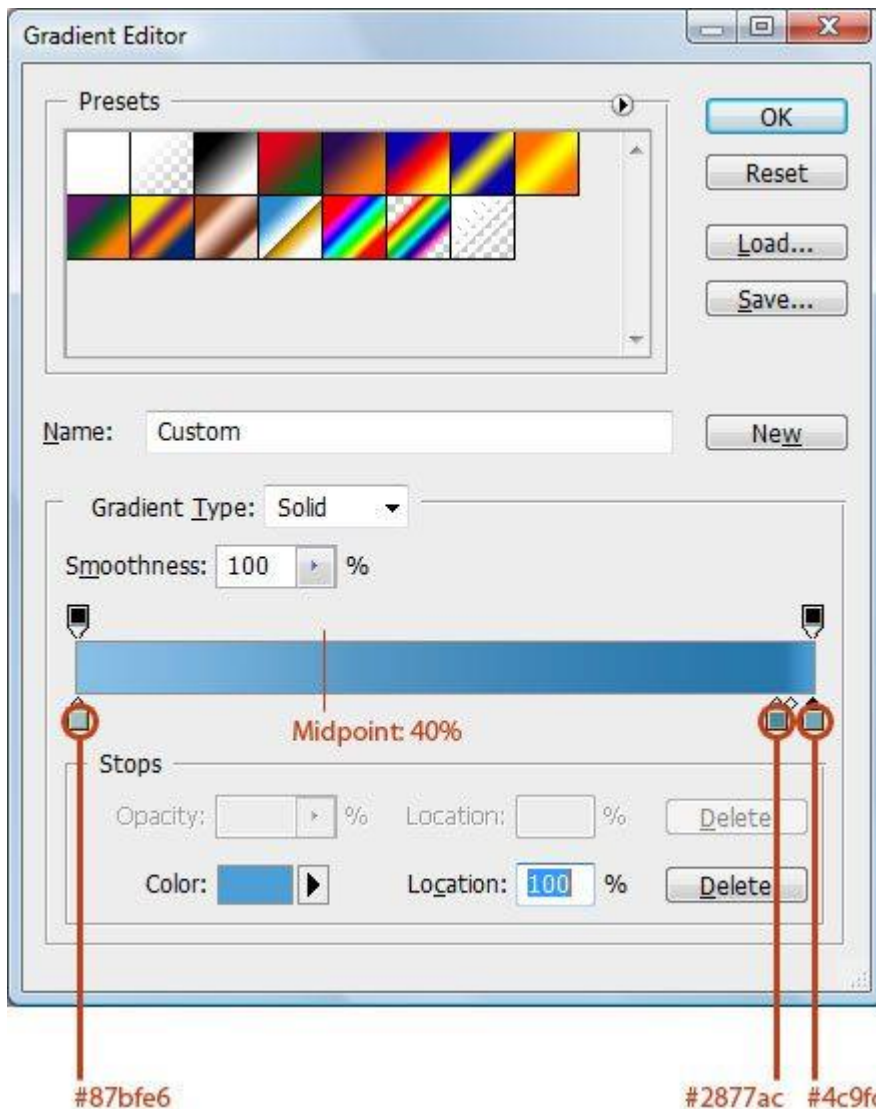 Gradient Editor
Presets
OK
Reset
Load...
Save...
Name: Custom
New
Gradient Type: Solid
Smoothness: 100 %
Midpoint: 40%
Stops
Opacity: % Location: % Delete
Color: Location: 100 % Delete
#87bfe6 #2877ac